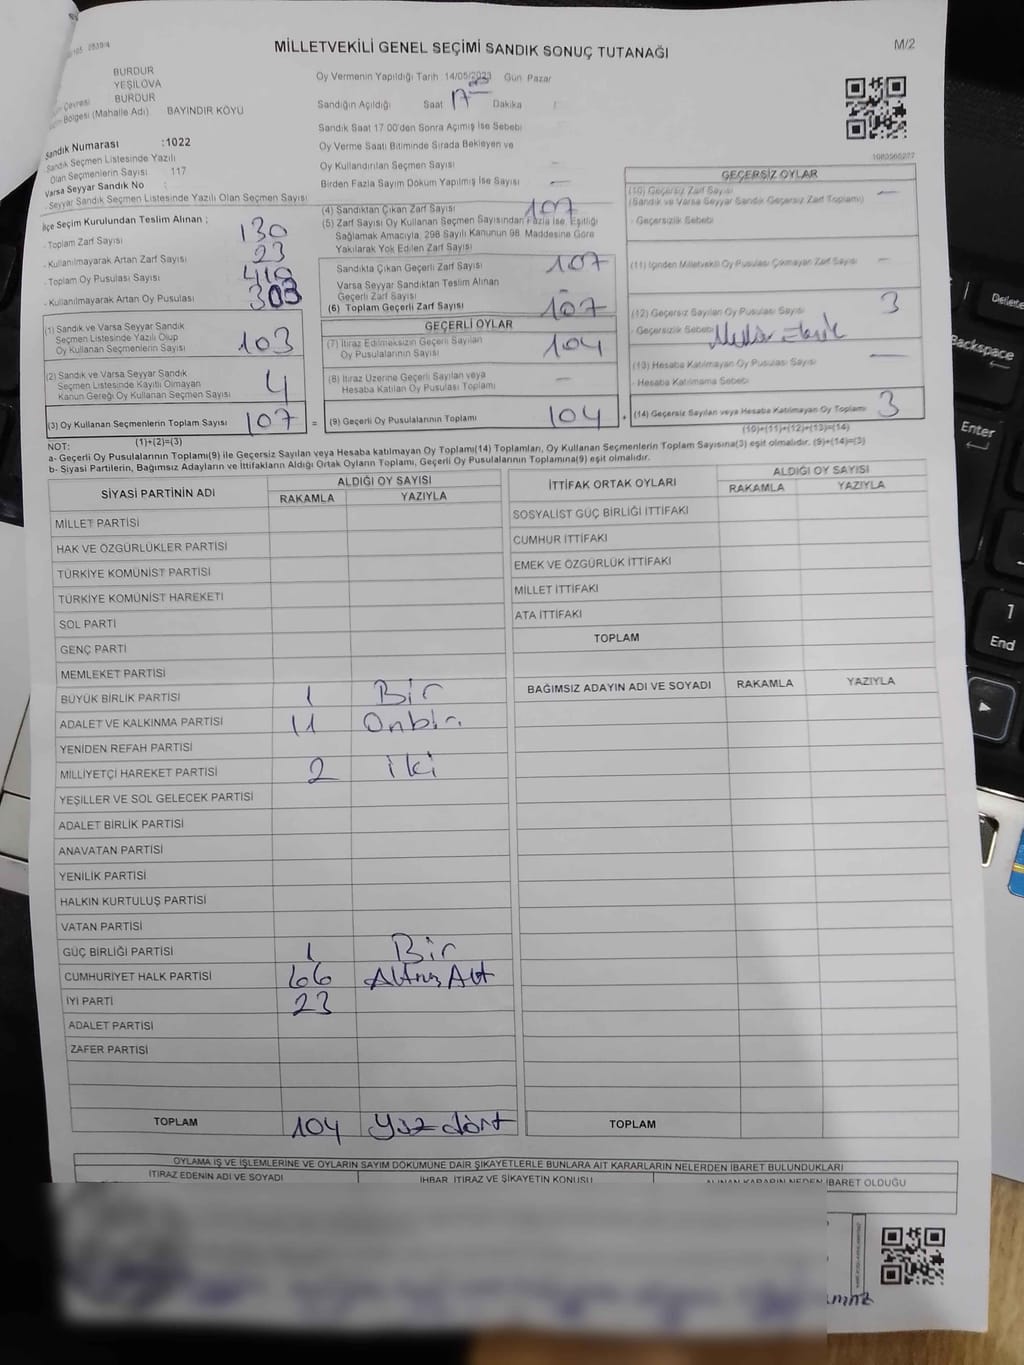 MİLLETVEKİLİ GENEL SEÇİMİ SANDIK SONUÇ TUTANAĞI
M/2
BURDUR
YEŞİLOVA
BURDUR
Bölgesi (Mahalle Adı) BAYINDIR KÖYÜ
Oy Vermenin Yapıldığı Tarih 14/05/2023 Gün Pazar
Sandığın Açıldığı Saat 17 Dakika :
Sandık Saat 17.00'den Sonra Açılmış İse Sebebi
Oy Verme Saati Bitiminde Sırada Bekleyen ve
Oy Kullandırılan Seçmen Sayısı —
Birden Fazla Sayım Döküm Yapılmış İse Sayısı —
1083565277
Sandık Numarası :1022
Sandık Seçmen Listesinde Yazılı
Olan Seçmenlerin Sayısı 117
Varsa Seyyar Sandık No :
Seyyar Sandık Seçmen Listesinde Yazılı Olan Seçmen Sayısı
İlçe Seçim Kurulundan Teslim Alınan ;
- Toplam Zarf Sayısı 130
- Kullanılmayarak Artan Zarf Sayısı 23
- Toplam Oy Pusulası Sayısı 410
- Kullanılmayarak Artan Oy Pusulası 303
(1) Sandık ve Varsa Seyyar Sandık
Seçmen Listesinde Yazılı Olup
Oy Kullanan Seçmenlerin Sayısı 103
(2) Sandık ve Varsa Seyyar Sandık
Seçmen Listesinde Kayıtlı Olmayan
Kanun Gereği Oy Kullanan Seçmen Sayısı 4
(3) Oy Kullanan Seçmenlerin Toplam Sayısı 107 =
(1)+(2)=(3)
(4) Sandıktan Çıkan Zarf Sayısı 107
(5) Zarf Sayısı Oy Kullanan Seçmen Sayısından Fazla İse, Eşitliği
Sağlamak Amacıyla, 298 Sayılı Kanunun 98. Maddesine Göre
Yakılarak Yok Edilen Zarf Sayısı
Sandıkta Çıkan Geçerli Zarf Sayısı 107
Varsa Seyyar Sandıktan Teslim Alınan
Geçerli Zarf Sayısı —
(6) Toplam Geçerli Zarf Sayısı 107
GEÇERLİ OYLAR
(7) İtiraz Edilmeksizin Geçerli Sayılan
Oy Pusulalarının Sayısı 104
(8) İtiraz Üzerine Geçerli Sayılan veya
Hesaba Katılan Oy Pusulası Toplamı —
(9) Geçerli Oy Pusulalarının Toplamı 104 +
GEÇERSİZ OYLAR
(10) Geçersiz Zarf Sayısı —
(Sandık ve Varsa Seyyar Sandık Geçersiz Zarf Toplamı)
- Geçersizlik Sebebi
(11) İçinden Milletvekili Oy Pusulası Çıkmayan Zarf Sayısı —
(12) Geçersiz Sayılan Oy Pusulası Sayısı 3
- Geçersizlik Sebebi
(13) Hesaba Katılmayan Oy Pusulası Sayısı —
- Hesaba Katılmama Sebebi
(14) Geçersiz Sayılan veya Hesaba Katılmayan Oy Toplamı 3
(10)+(11)+(12)+(13)=(14)
NOT:
a- Geçerli Oy Pusulalarının Toplamı(9) ile Geçersiz Sayılan veya Hesaba katılmayan Oy Toplamı(14) Toplamları, Oy Kullanan Seçmenlerin Toplam Sayısına(3) eşit olmalıdır. (9)+(14)=(3)
b- Siyasi Partilerin, Bağımsız Adayların ve İttifakların Aldığı Ortak Oyların Toplamı, Geçerli Oy Pusulalarının Toplamına(9) eşit olmalıdır.
SİYASİ PARTİNİN ADI ALDIĞI OY SAYISI
RAKAMLA YAZIYLA
MİLLET PARTİSİ
HAK VE ÖZGÜRLÜKLER PARTİSİ
TÜRKİYE KOMÜNİST PARTİSİ
TÜRKİYE KOMÜNİST HAREKETİ
SOL PARTİ
GENÇ PARTİ
MEMLEKET PARTİSİ
BÜYÜK BİRLİK PARTİSİ 1 Bir
ADALET VE KALKINMA PARTİSİ 11 Onbir.
YENİDEN REFAH PARTİSİ
MİLLİYETÇİ HAREKET PARTİSİ 2 iki
YEŞİLLER VE SOL GELECEK PARTİSİ
ADALET BİRLİK PARTİSİ
ANAVATAN PARTİSİ
YENİLİK PARTİSİ
HALKIN KURTULUŞ PARTİSİ
VATAN PARTİSİ
GÜÇ BİRLİĞİ PARTİSİ 1 Bir
CUMHURİYET HALK PARTİSİ 66 Altmış Altı
İYİ PARTİ 23
ADALET PARTİSİ
ZAFER PARTİSİ
TOPLAM 104 Yüz dört
İTTİFAK ORTAK OYLARI ALDIĞI OY SAYISI
RAKAMLA YAZIYLA
SOSYALİST GÜÇ BİRLİĞİ İTTİFAKI
CUMHUR İTTİFAKI
EMEK VE ÖZGÜRLÜK İTTİFAKI
MİLLET İTTİFAKI
ATA İTTİFAKI
TOPLAM
BAĞIMSIZ ADAYIN ADI VE SOYADI RAKAMLA YAZIYLA
TOPLAM
OYLAMA İŞ VE İŞLEMLERİNE VE OYLARIN SAYIM DÖKÜMÜNE DAİR ŞİKAYETLERLE BUNLARA AİT KARARLARIN NELERDEN İBARET BULUNDUKLARI
İTİRAZ EDENİN ADI VE SOYADI İHBAR, İTİRAZ VE ŞİKAYETİN KONUSU ALINAN KARARIN NEDEN İBARET OLDUĞU
Delete
Backspace
Enter
1
End